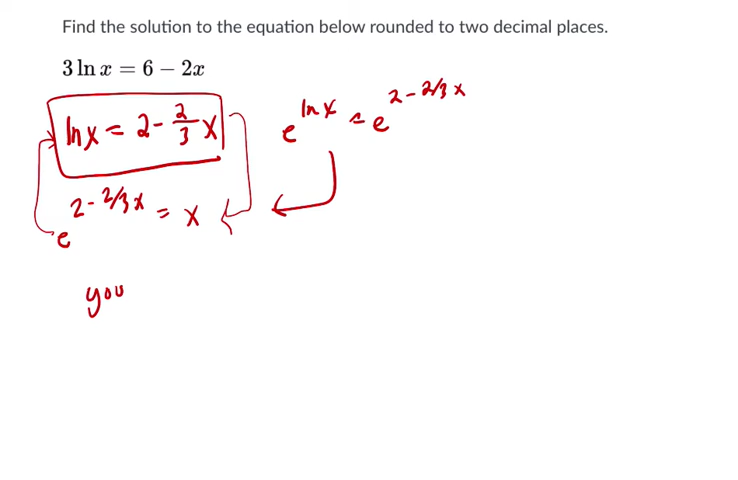 Find the solution to the equation below rounded to two decimal places.
3 ln x = 6 − 2x
ln x = 2 - 2/3 x
e^ln x = e^2 - 2/3 x
e^2 - 2/3 x = x
you